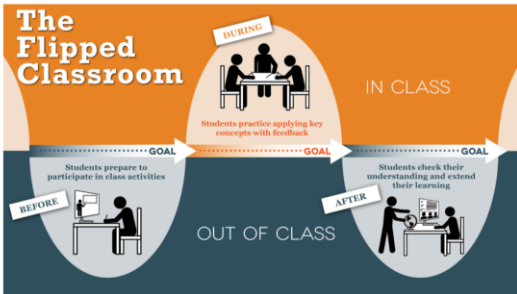 The
Flipped
Classroom
DURING
IN CLASS
Students practice applying key
concepts with feedback
GOAL
GOAL
GOAL
Students prepare to
participate in class activities
BEFORE
OUT OF CLASS
Students check their
understanding and extend
their learning
AFTER